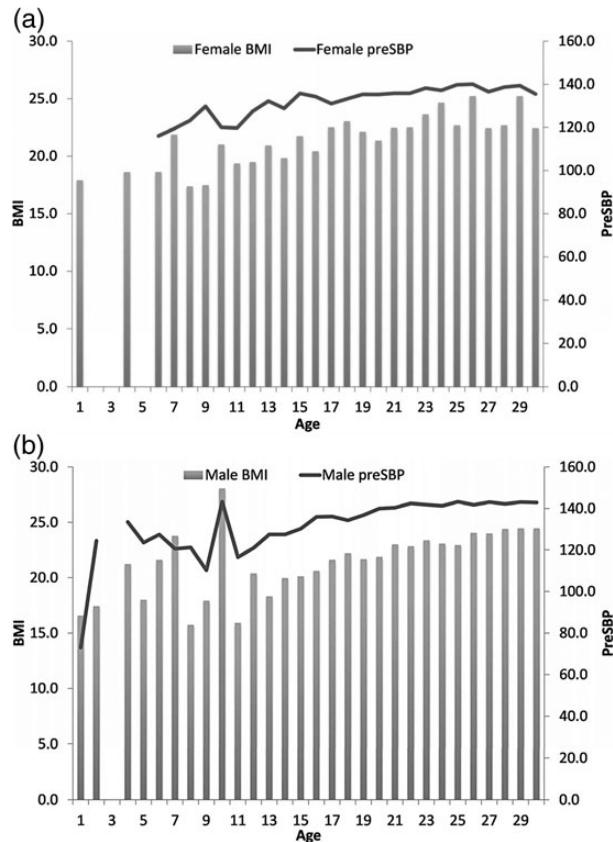 (a)
Female BMI Female preSBP
30.0 160.0
25.0 140.0
20.0 120.0
15.0 100.0
10.0 80.0
5.0 60.0
0.0 40.0
20.0
0.0
BMI
PreSBP
1 3 5 7 9 11 13 15 17 19 21 23 25 27 29
Age
(b)
Male BMI Male preSBP
30.0 160.0
25.0 140.0
20.0 120.0
15.0 100.0
10.0 80.0
5.0 60.0
0.0 40.0
20.0
0.0
BMI
PreSBP
1 3 5 7 9 11 13 15 17 19 21 23 25 27 29
Age